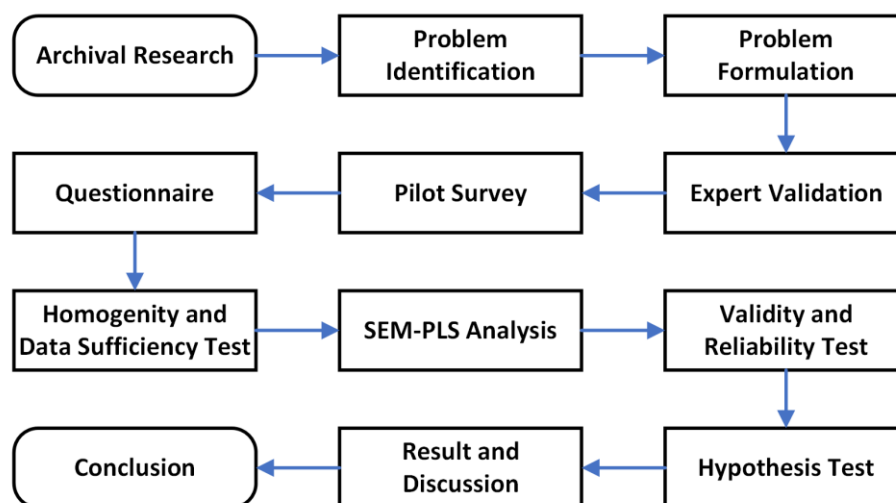 Archival Research
Problem
Identification
Problem
Formulation
Expert Validation
Pilot Survey
Questionnaire
Homogenity and
Data Sufficiency Test
SEM-PLS Analysis
Validity and
Reliability Test
Hypothesis Test
Result and
Discussion
Conclusion